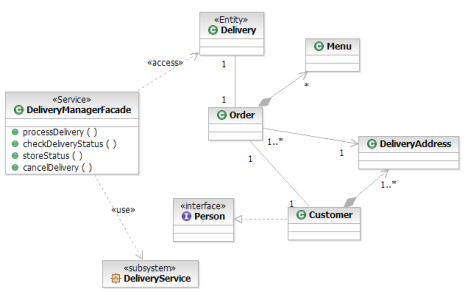 «Entity»
Delivery
Menu
«access»
1
*
«Service»
DeliveryManagerFacade
processDelivery ( )
checkDeliveryStatus ( )
storeStatus ( )
cancelDelivery ( )
1
Order
1..*
1
DeliveryAddress
1
1..*
«use»
«interface»
Person
1
Customer
«subsystem»
DeliveryService